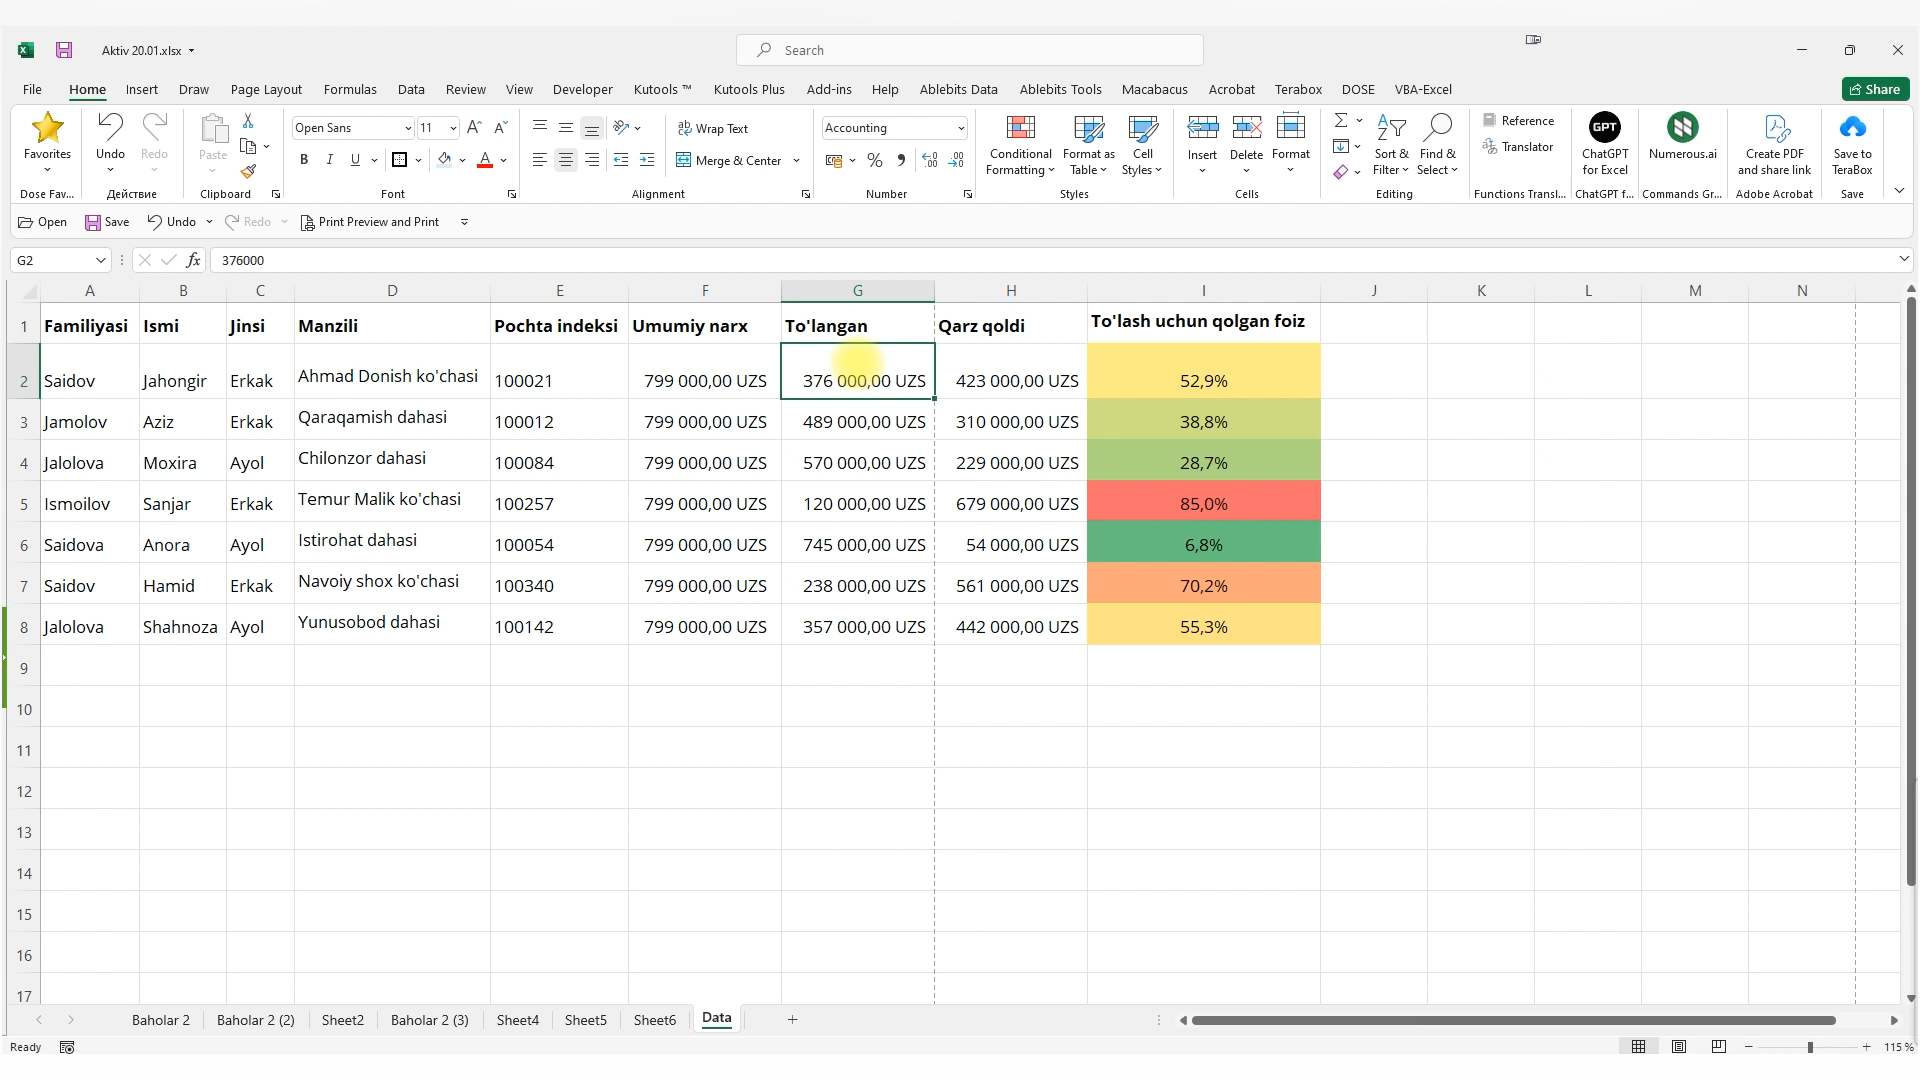 Aktiv 20.01.xlsx
Search
File Home Insert Draw Page Layout Formulas Data Review View Developer Kutools ™ Kutools Plus Add-ins Help Ablebits Data Ablebits Tools Macabacus Acrobat Terabox DOSE VBA-Excel Share
Favorites Undo Redo Paste Open Sans 11 Wrap Text Accounting Conditional Formatting Format as Table Cell Styles Insert Delete Format Sort & Filter Find & Select Reference GPT ChatGPT for Excel Numerous.ai Create PDF and share link Save to TeraBox
B I U A Merge & Center % Translator
Dose Fav... Действие Clipboard Font Alignment Number Styles Cells Editing Functions Transl... ChatGPT f... Commands Gr... Adobe Acrobat Save
Open Save Undo Redo Print Preview and Print
G2 fx 376000
A B C D E F G H I J K L M N
1 Familiyasi Ismi Jinsi Manzili Pochta indeksi Umumiy narx To'langan Qarz qoldi To'lash uchun qolgan foiz
2 Saidov Jahongir Erkak Ahmad Donish ko'chasi 100021 799 000,00 UZS 376 000,00 UZS 423 000,00 UZS 52,9%
3 Jamolov Aziz Erkak Qaraqamish dahasi 100012 799 000,00 UZS 489 000,00 UZS 310 000,00 UZS 38,8%
4 Jalolova Moxira Ayol Chilonzor dahasi 100084 799 000,00 UZS 570 000,00 UZS 229 000,00 UZS 28,7%
5 Ismoilov Sanjar Erkak Temur Malik ko'chasi 100257 799 000,00 UZS 120 000,00 UZS 679 000,00 UZS 85,0%
6 Saidova Anora Ayol Istirohat dahasi 100054 799 000,00 UZS 745 000,00 UZS 54 000,00 UZS 6,8%
7 Saidov Hamid Erkak Navoiy shox ko'chasi 100340 799 000,00 UZS 238 000,00 UZS 561 000,00 UZS 70,2%
8 Jalolova Shahnoza Ayol Yunusobod dahasi 100142 799 000,00 UZS 357 000,00 UZS 442 000,00 UZS 55,3%
9
10
11
12
13
14
15
16
17
Baholar 2 Baholar 2 (2) Sheet2 Baholar 2 (3) Sheet4 Sheet5 Sheet6 Data
Ready 115 %